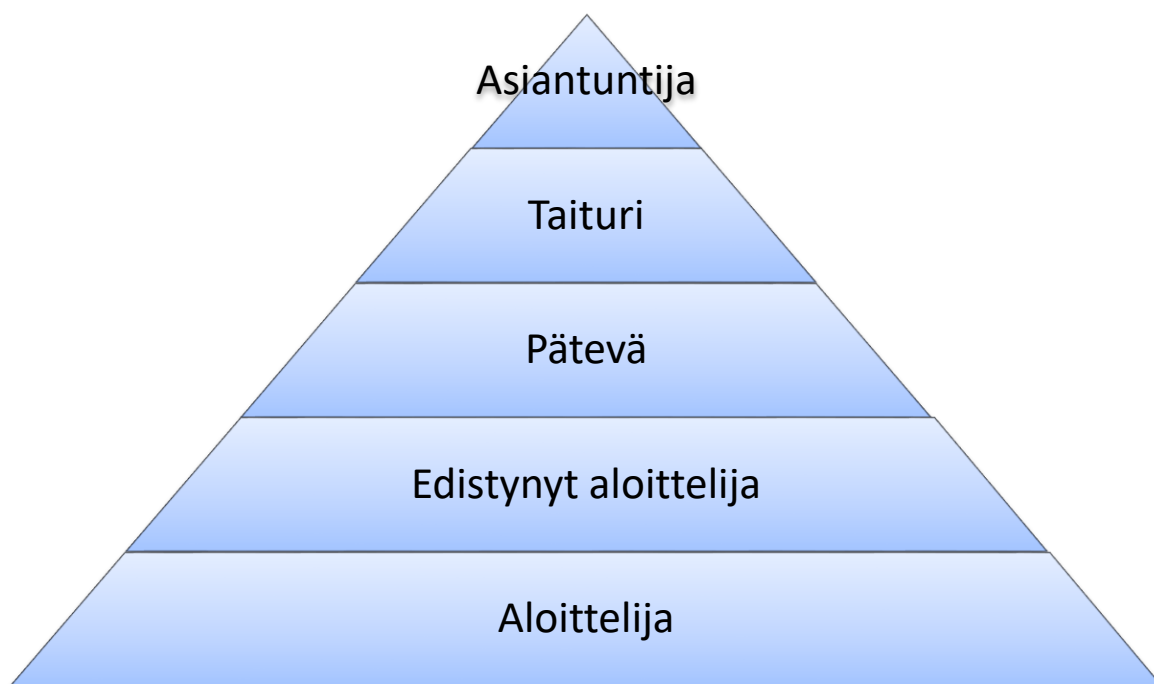 Asiantuntija
Taituri
Pätevä
Edistynyt aloittelija
Aloittelija